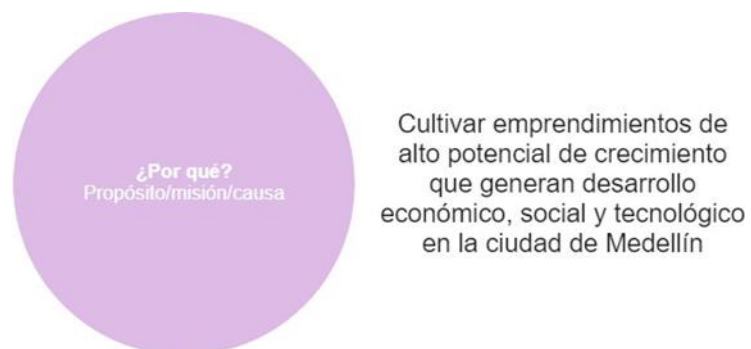 ¿Por qué?
Propósito/misión/causa
Cultivar emprendimientos de
alto potencial de crecimiento
que generan desarrollo
económico, social y tecnológico
en la ciudad de Medellín